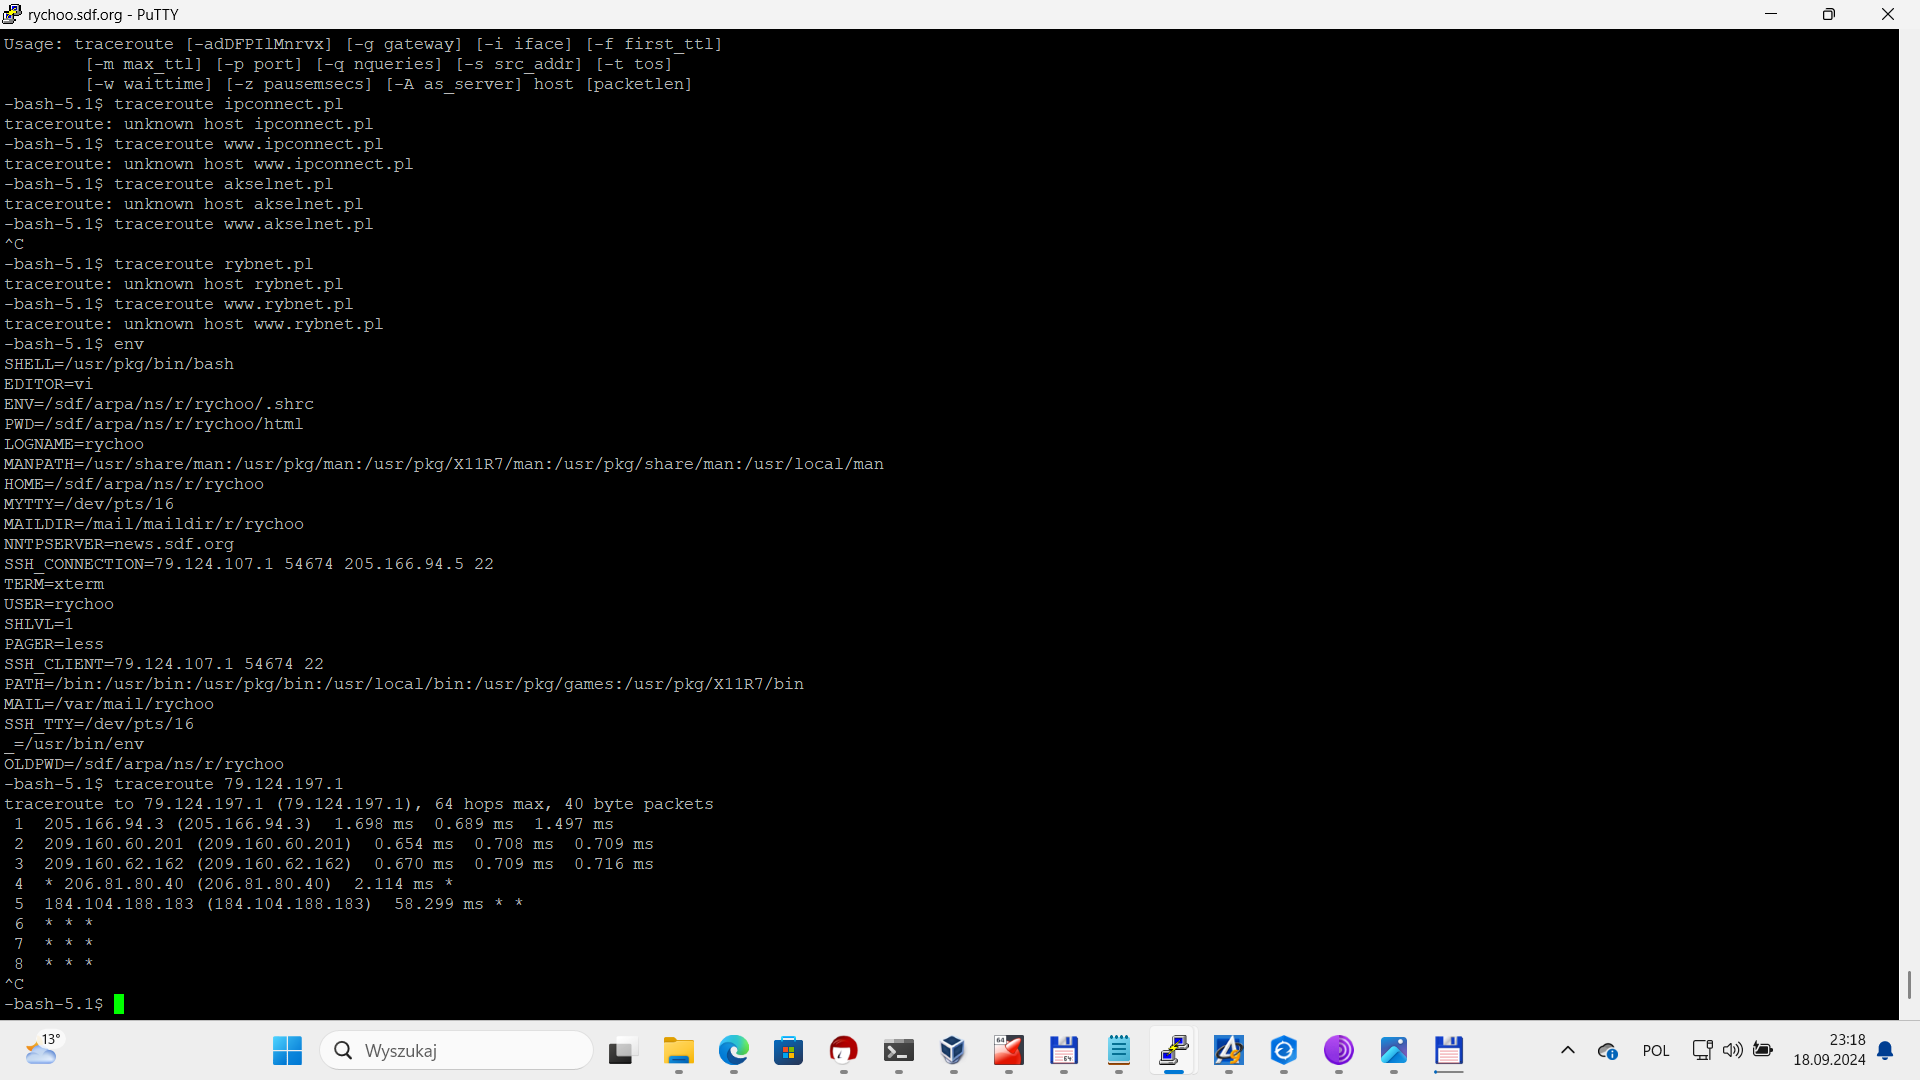 rychoo.sdf.org - PuTTY
Usage: traceroute [-adDFPIlMnrvx] [-g gateway] [-i iface] [-f first_ttl]
[-m max_ttl] [-p port] [-q nqueries] [-s src_addr] [-t tos]
[-w waittime] [-z pausemsecs] [-A as_server] host [packetlen]
-bash-5.1$ traceroute ipconnect.pl
traceroute: unknown host ipconnect.pl
-bash-5.1$ traceroute www.ipconnect.pl
traceroute: unknown host www.ipconnect.pl
-bash-5.1$ traceroute akselnet.pl
traceroute: unknown host akselnet.pl
-bash-5.1$ traceroute www.akselnet.pl
^C
-bash-5.1$ traceroute rybnet.pl
traceroute: unknown host rybnet.pl
-bash-5.1$ traceroute www.rybnet.pl
traceroute: unknown host www.rybnet.pl
-bash-5.1$ env
SHELL=/usr/pkg/bin/bash
EDITOR=vi
ENV=/sdf/arpa/ns/r/rychoo/.shrc
PWD=/sdf/arpa/ns/r/rychoo/html
LOGNAME=rychoo
MANPATH=/usr/share/man:/usr/pkg/man:/usr/pkg/X11R7/man:/usr/pkg/share/man:/usr/local/man
HOME=/sdf/arpa/ns/r/rychoo
MYTTY=/dev/pts/16
MAILDIR=/mail/maildir/r/rychoo
NNTPSERVER=news.sdf.org
SSH_CONNECTION=79.124.107.1 54674 205.166.94.5 22
TERM=xterm
USER=rychoo
SHLVL=1
PAGER=less
SSH_CLIENT=79.124.107.1 54674 22
PATH=/bin:/usr/bin:/usr/pkg/bin:/usr/local/bin:/usr/pkg/games:/usr/pkg/X11R7/bin
MAIL=/var/mail/rychoo
SSH_TTY=/dev/pts/16
_=/usr/bin/env
OLDPWD=/sdf/arpa/ns/r/rychoo
-bash-5.1$ traceroute 79.124.197.1
traceroute to 79.124.197.1 (79.124.197.1), 64 hops max, 40 byte packets
1 205.166.94.3 (205.166.94.3) 1.698 ms 0.689 ms 1.497 ms
2 209.160.60.201 (209.160.60.201) 0.654 ms 0.708 ms 0.709 ms
3 209.160.62.162 (209.160.62.162) 0.670 ms 0.709 ms 0.716 ms
4 * 206.81.80.40 (206.81.80.40) 2.114 ms *
5 184.104.188.183 (184.104.188.183) 58.299 ms * *
6 * * *
7 * * *
8 * * *
^C
-bash-5.1$
13°
Wyszukaj
64
64
POL
23:18
18.09.2024